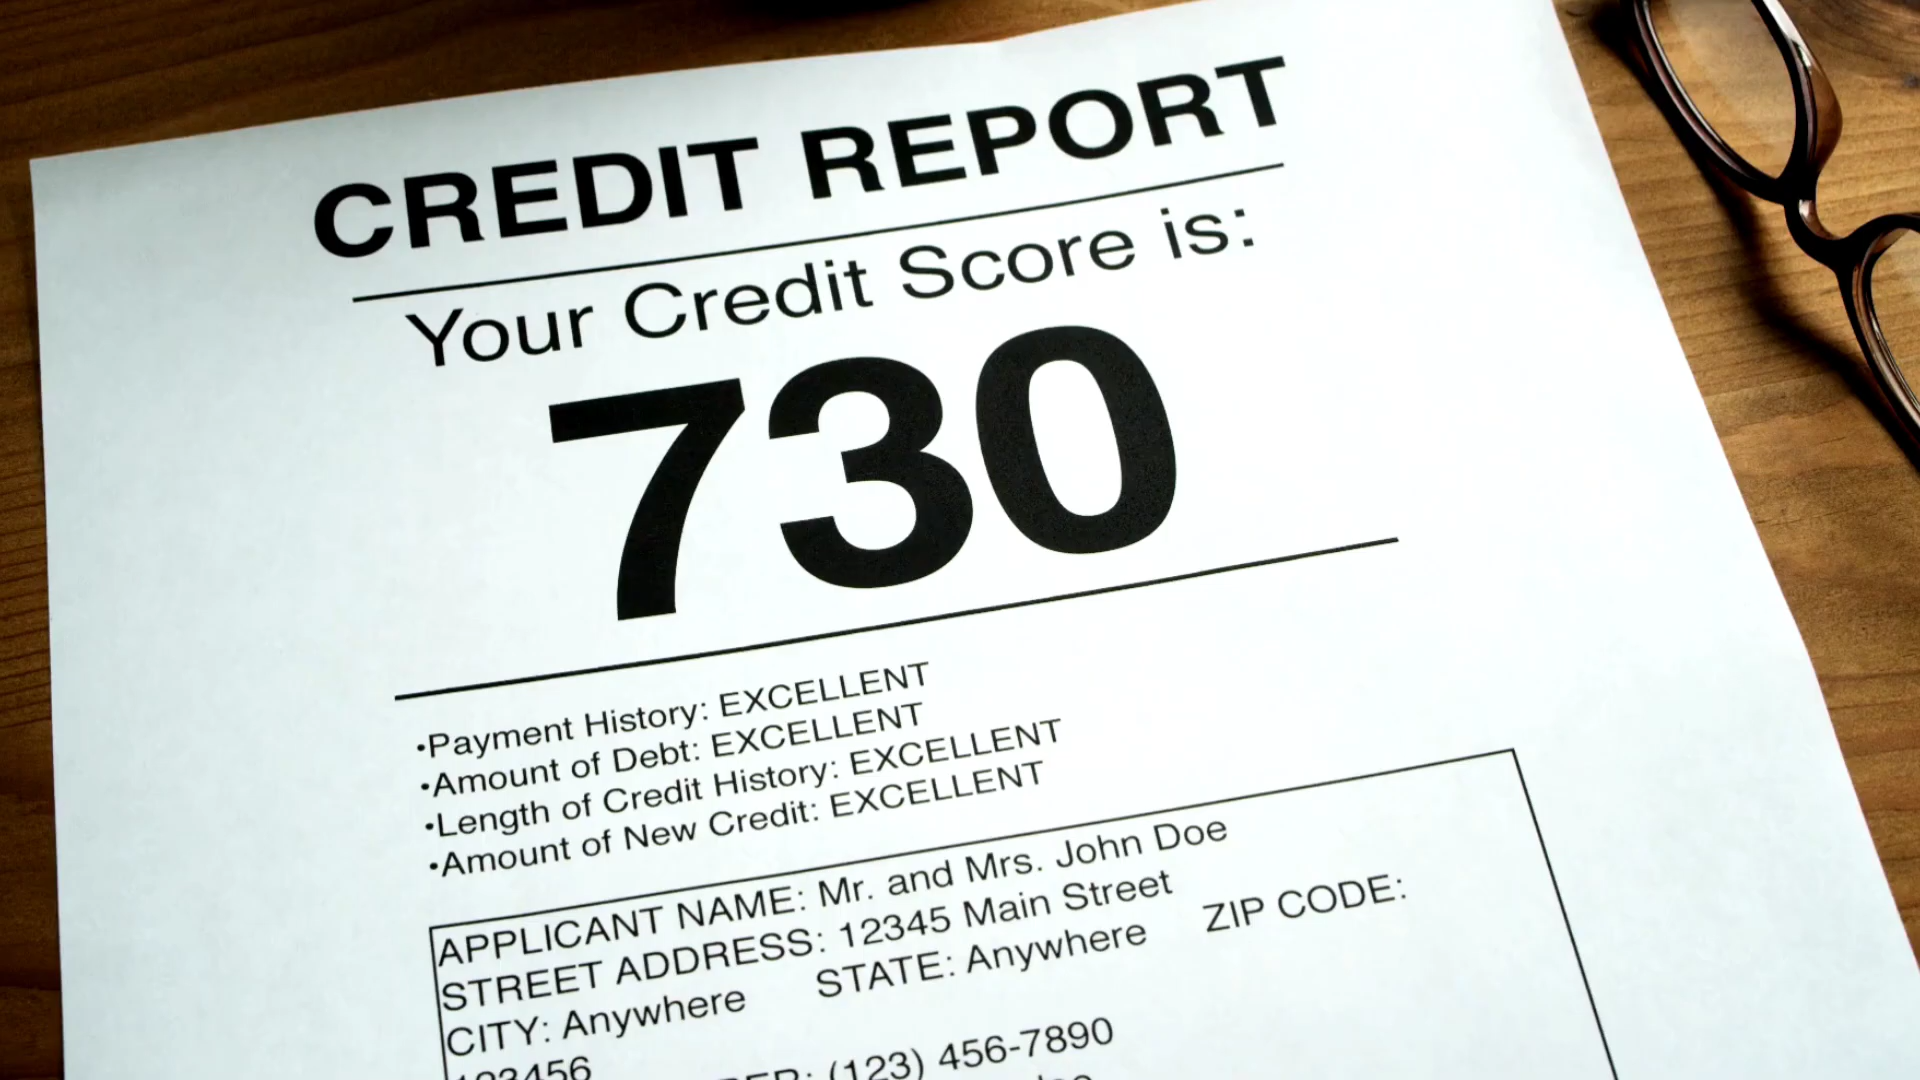 CREDIT REPORT
Your Credit Score is:
730
•Payment History: EXCELLENT
•Amount of Debt: EXCELLENT
•Length of Credit History: EXCELLENT
•Amount of New Credit: EXCELLENT
APPLICANT NAME: Mr. and Mrs. John Doe
STREET ADDRESS: 12345 Main Street
CITY: Anywhere STATE: Anywhere ZIP CODE:
123456
(123) 456-7890